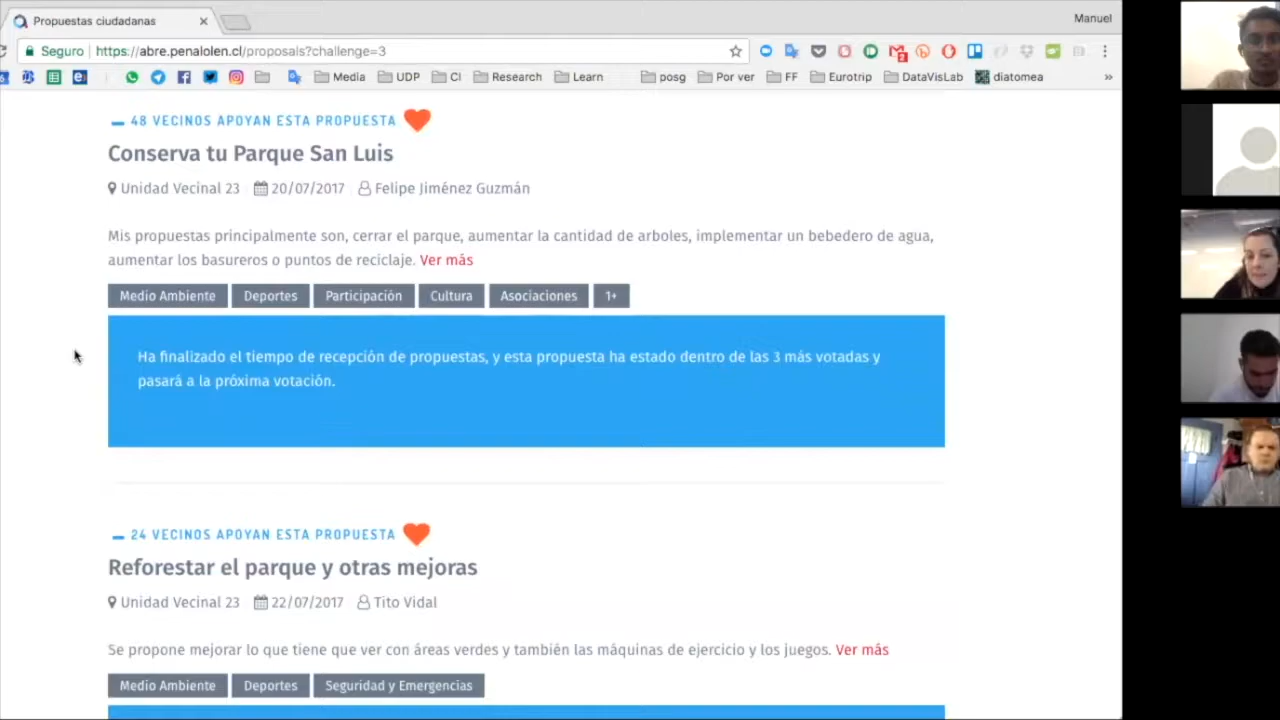 Propuestas ciudadanas
Manuel
Seguro https://abre.penalolen.cl/proposals?challenge=3
Media UDP CI Research Learn posg Por ver FF Eurotrip DataVisLab diatomea »
48 VECINOS APOYAN ESTA PROPUESTA
Conserva tu Parque San Luis
Unidad Vecinal 23 20/07/2017 Felipe Jiménez Guzmán
Mis propuestas principalmente son, cerrar el parque, aumentar la cantidad de arboles, implementar un bebedero de agua,
aumentar los basureros o puntos de reciclaje. Ver más
Medio Ambiente Deportes Participación Cultura Asociaciones 1+
Ha finalizado el tiempo de recepción de propuestas, y esta propuesta ha estado dentro de las 3 más votadas y
pasará a la próxima votación.
24 VECINOS APOYAN ESTA PROPUESTA
Reforestar el parque y otras mejoras
Unidad Vecinal 23 22/07/2017 Tito Vidal
Se propone mejorar lo que tiene que ver con áreas verdes y también las máquinas de ejercicio y los juegos. Ver más
Medio Ambiente Deportes Seguridad y Emergencias